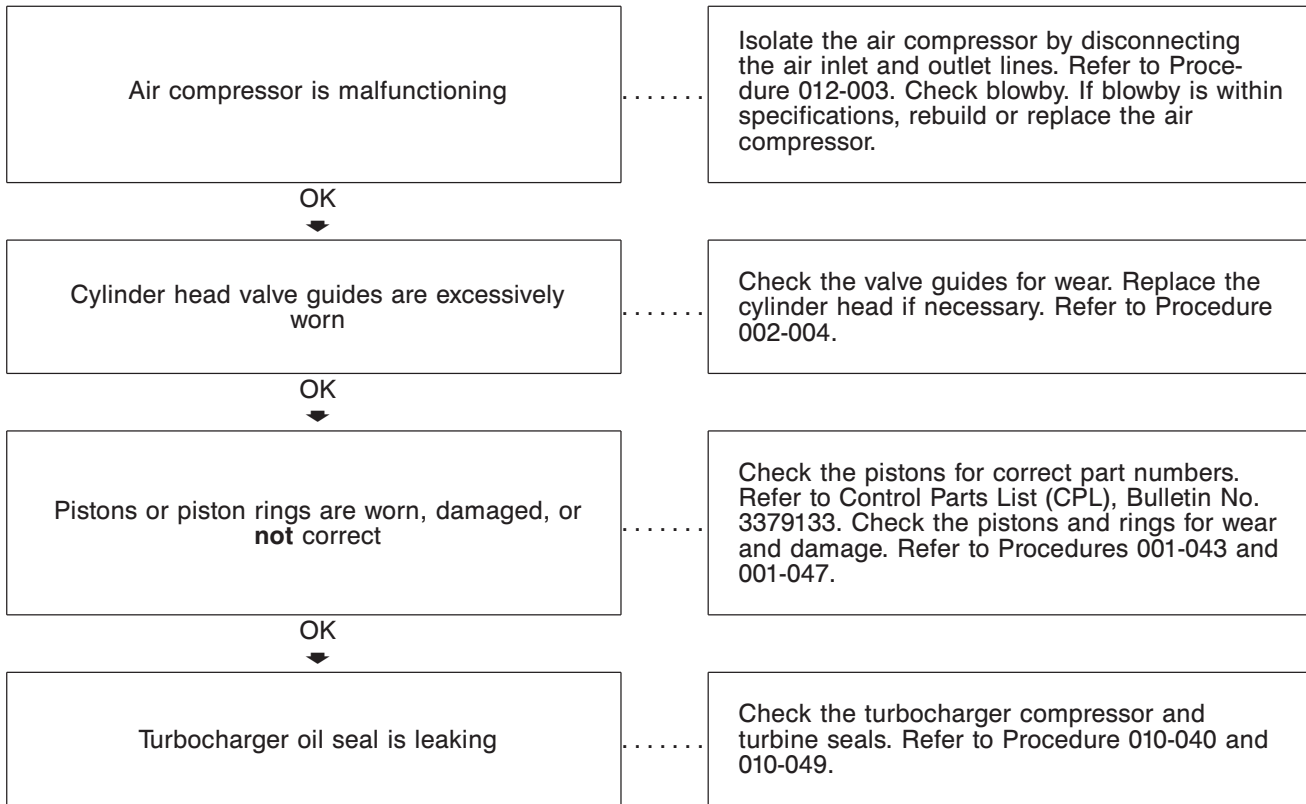 Air compressor is malfunctioning
. . . . . . .
Isolate the air compressor by disconnecting
the air inlet and outlet lines. Refer to Proce-
dure 012-003. Check blowby. If blowby is within
specifications, rebuild or replace the air
compressor.
OK
Cylinder head valve guides are excessively
worn
. . . . . . .
Check the valve guides for wear. Replace the
cylinder head if necessary. Refer to Procedure
002-004.
OK
Pistons or piston rings are worn, damaged, or
not correct
. . . . . . .
Check the pistons for correct part numbers.
Refer to Control Parts List (CPL), Bulletin No.
3379133. Check the pistons and rings for wear
and damage. Refer to Procedures 001-043 and
001-047.
OK
Turbocharger oil seal is leaking
. . . . . . .
Check the turbocharger compressor and
turbine seals. Refer to Procedure 010-040 and
010-049.